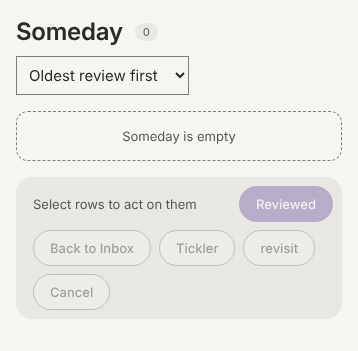 Someday 0
Oldest review first
Someday is empty
Select rows to act on them Reviewed
Back to Inbox Tickler revisit
Cancel